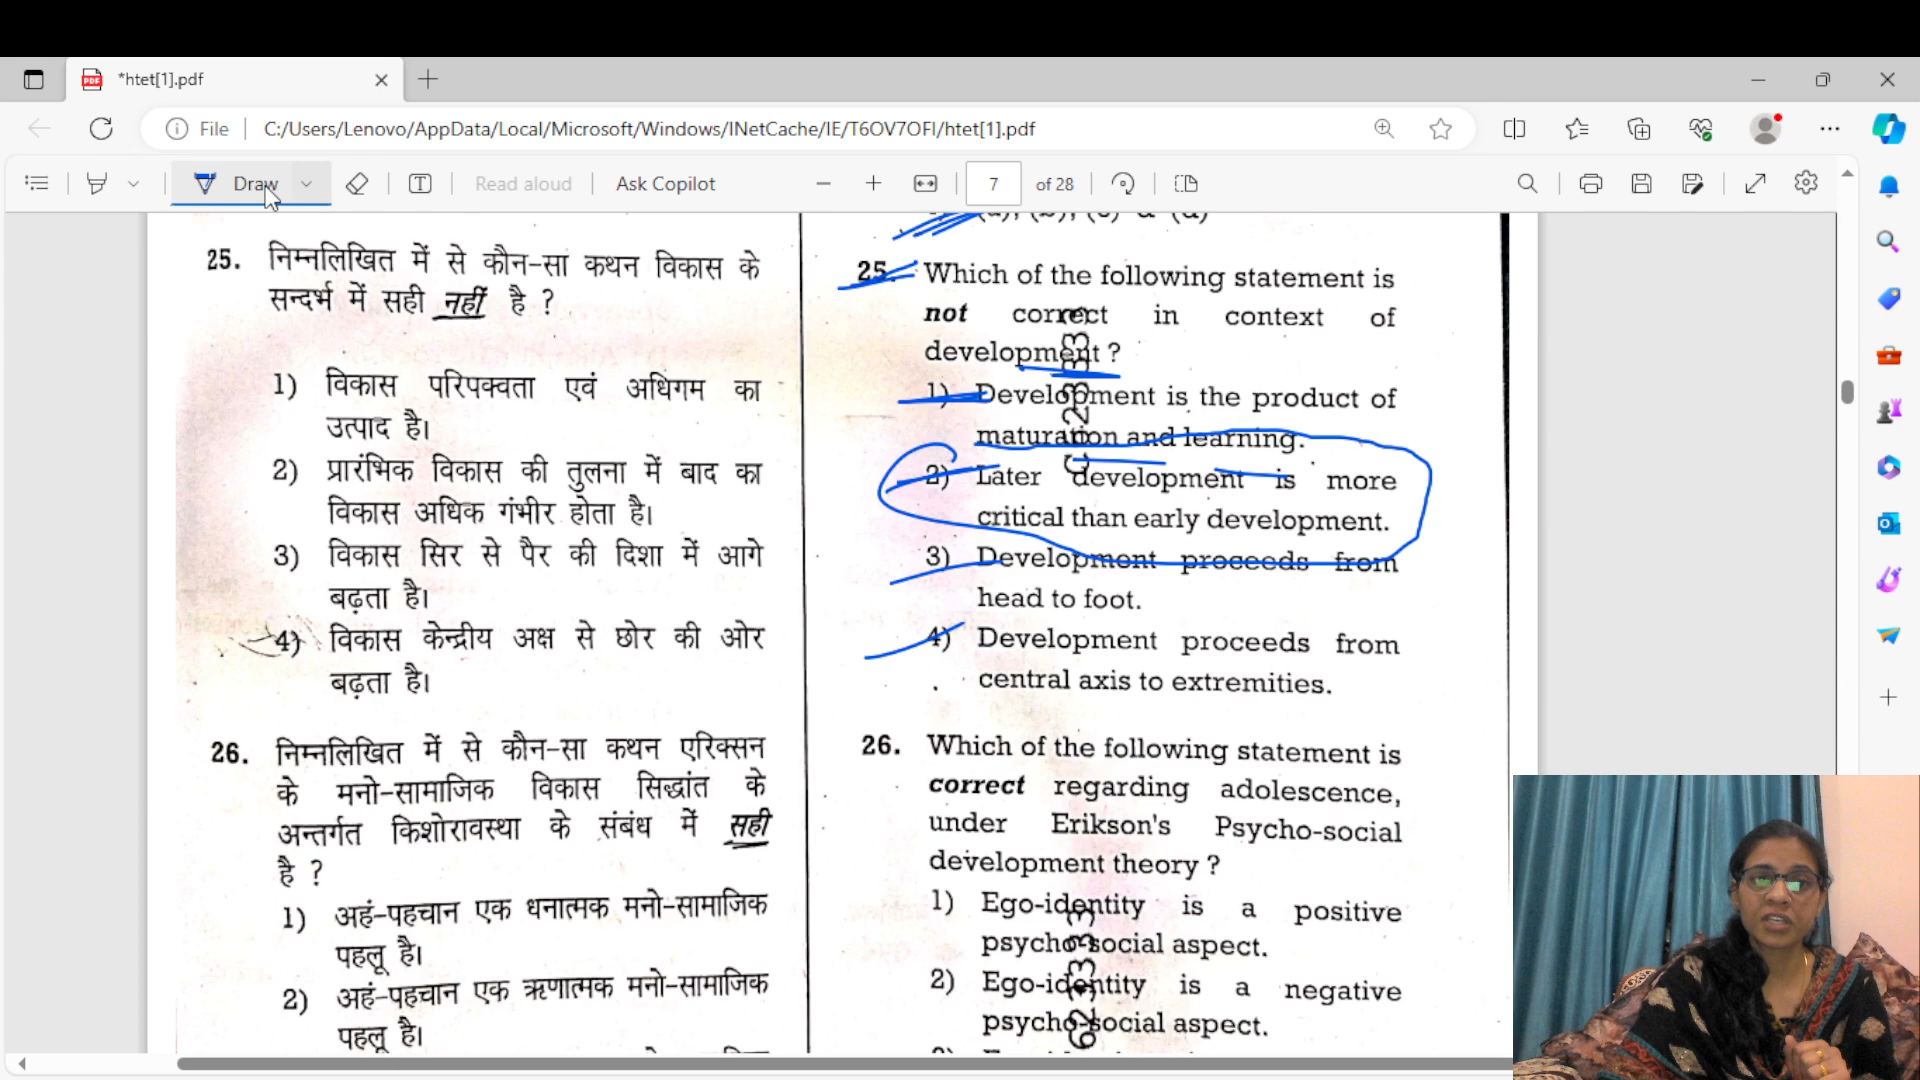 *htet[1].pdf
File
C:/Users/Lenovo/AppData/Local/Microsoft/Windows/INetCache/IE/T6OV7OFI/htet[1].pdf
Draw
Read aloud
Ask Copilot
7 of 28
25. निम्नलिखित में से कौन-सा कथन विकास के
सन्दर्भ में सही नहीं है ?
1) विकास परिपक्वता एवं अधिगम का
उत्पाद है।
2) प्रारंभिक विकास की तुलना में बाद का
विकास अधिक गंभीर होता है।
3) विकास सिर से पैर की दिशा में आगे
बढ़ता है।
4) विकास केन्द्रीय अक्ष से छोर की ओर
बढ़ता है।
26. निम्नलिखित में से कौन-सा कथन एरिक्सन
के मनो-सामाजिक विकास सिद्धांत के
अन्तर्गत किशोरावस्था के संबंध में सही
है ?
1) अहं-पहचान एक धनात्मक मनो-सामाजिक
पहलू है।
2) अहं-पहचान एक ऋणात्मक मनो-सामाजिक
पहलू है।
25. Which of the following statement is
not correct in context of
development ?
1) Development is the product of
maturation and learning.
2) Later development is more
critical than early development.
3) Development proceeds from
head to foot.
4) Development proceeds from
central axis to extremities.
26. Which of the following statement is
correct regarding adolescence,
under Erikson's Psycho-social
development theory ?
1) Ego-identity is a positive
psycho-social aspect.
2) Ego-identity is a negative
psycho-social aspect.